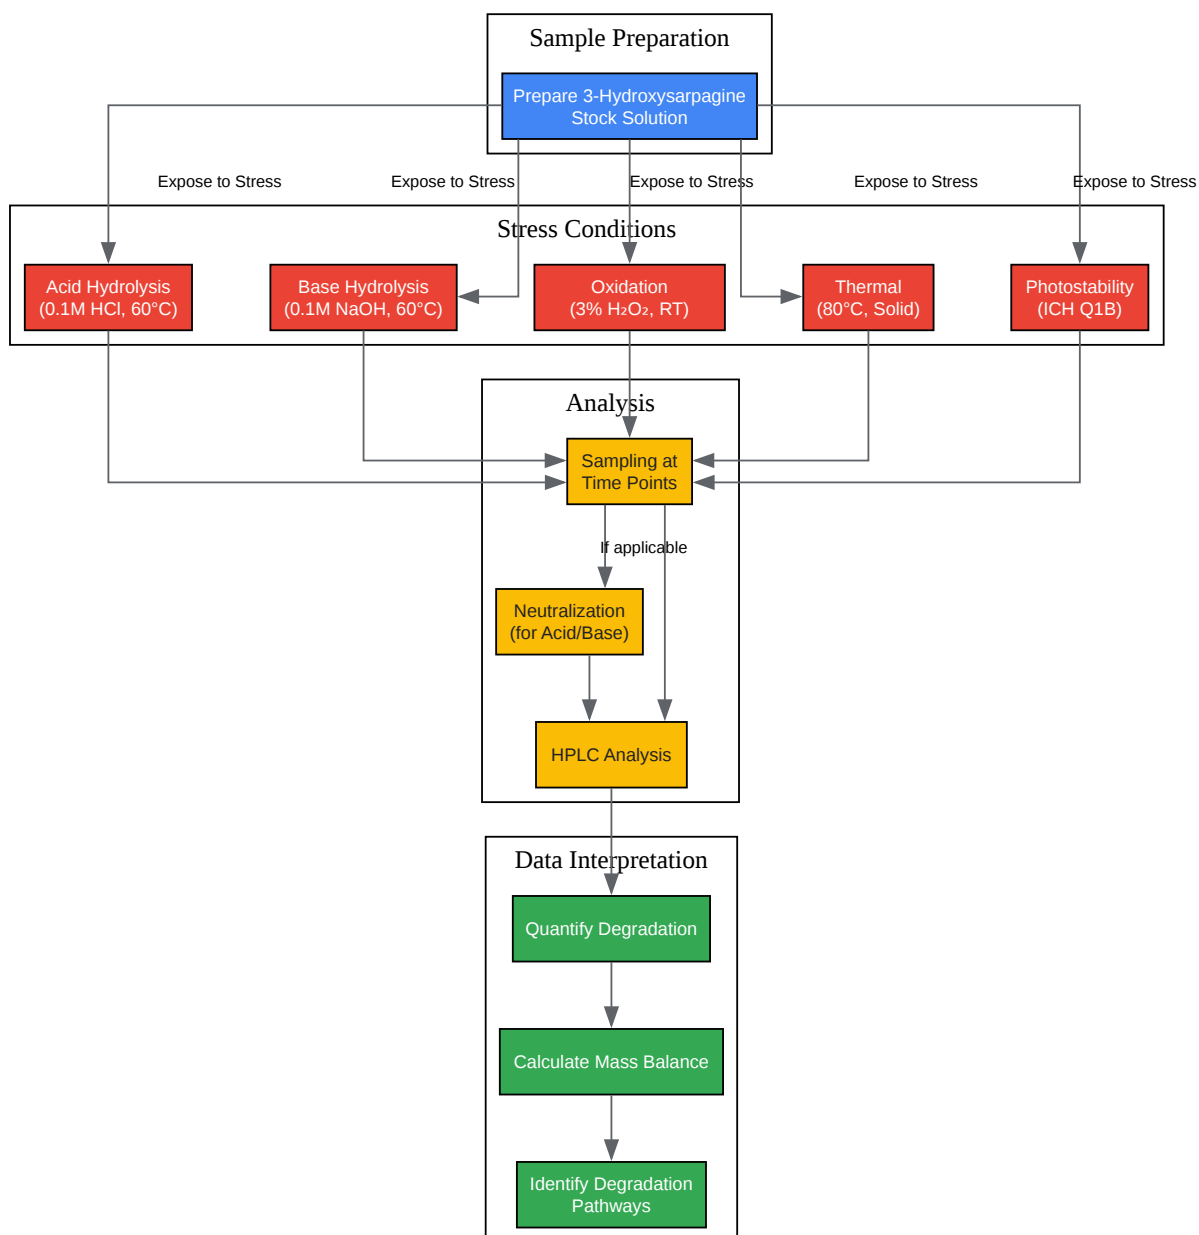 Sample Preparation
Prepare 3-Hydroxysarpagine
Stock Solution
Expose to Stress
Expose to Stress
Expose to Stress
Expose to Stress
Expose to Stress
Stress Conditions
Acid Hydrolysis
(0.1M HCl, 60°C)
Base Hydrolysis
(0.1M NaOH, 60°C)
Oxidation
(3% H₂O₂, RT)
Thermal
(80°C, Solid)
Photostability
(ICH Q1B)
Analysis
Sampling at
Time Points
If applicable
Neutralization
(for Acid/Base)
HPLC Analysis
Data Interpretation
Quantify Degradation
Calculate Mass Balance
Identify Degradation
Pathways